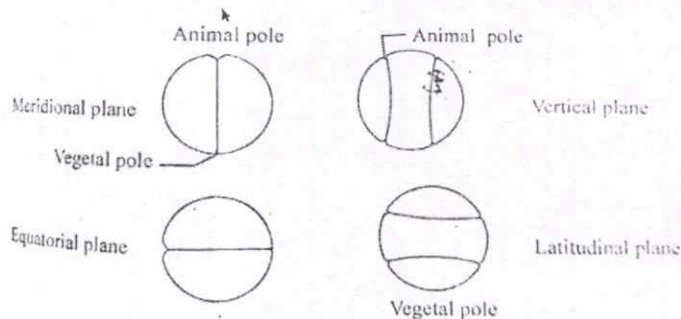 Animal pole
Animal pole
Meridional plane
Vertical plane
Vegetal pole
Equatorial plane
Latitudinal plane
Vegetal pole